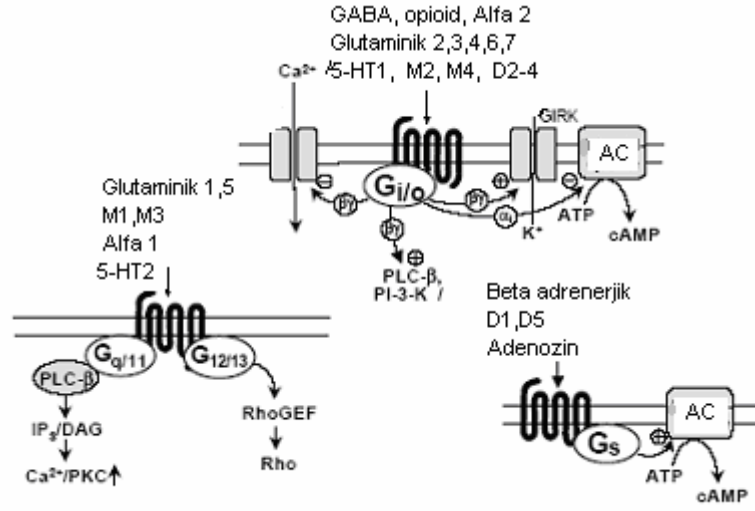 GABA, opioid, Alfa 2
Glutaminik 2,3,4,6,7
Ca²⁺ /5-HT1, M2, M4, D2-4
GIRK
AC
Gi/o
βγ
βγ
αi
βγ
ATP
cAMP
K⁺
PLC-β,
PI-3-K /
Glutaminik 1,5
M1,M3
Alfa 1
5-HT2
Gq/11
G12/13
PLC-β
IP₃/DAG
Ca²⁺/PKC
RhoGEF
Rho
Beta adrenerjik
D1,D5
Adenozin
Gs
AC
ATP
cAMP